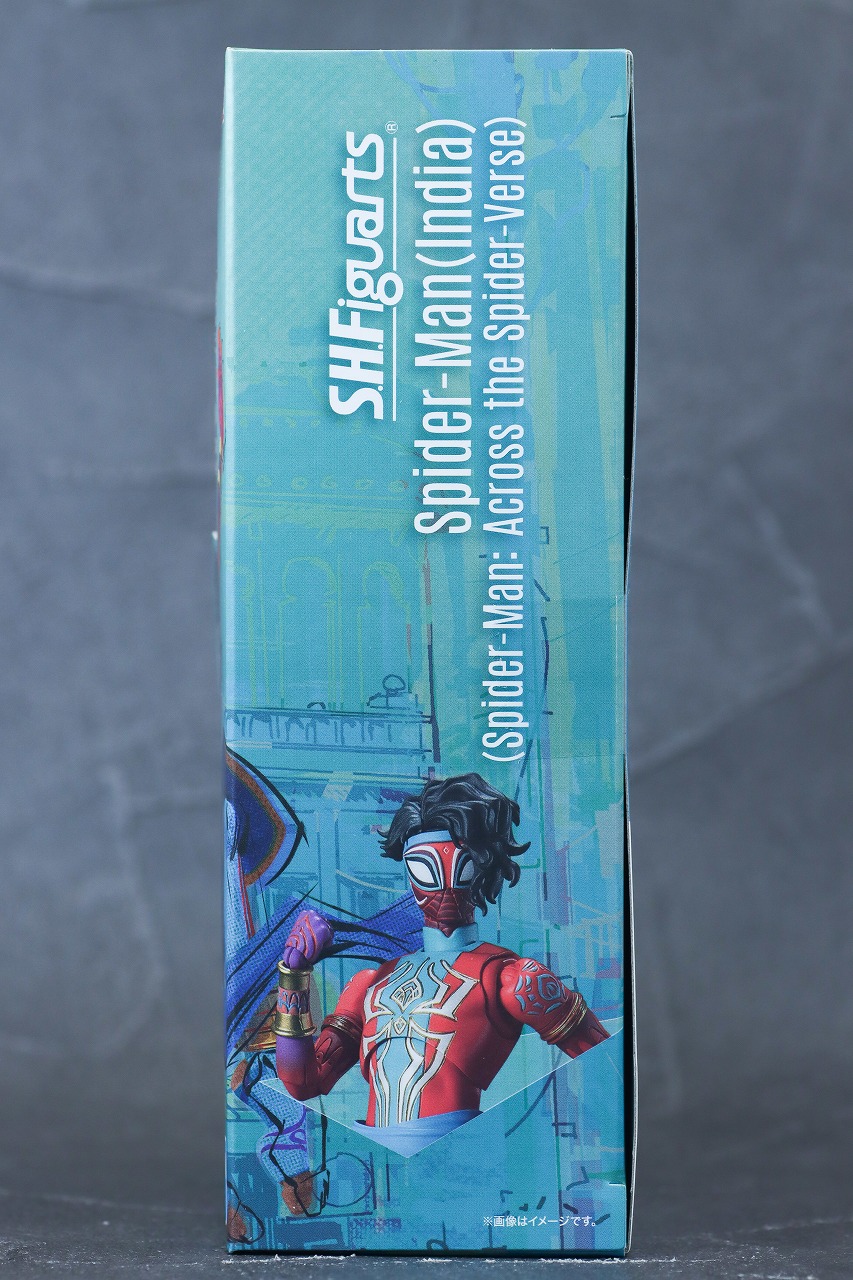 S.H.Figuarts®
Spider-Man (India)
(Spider-Man: Across the Spider-Verse)
※画像はイメージです。